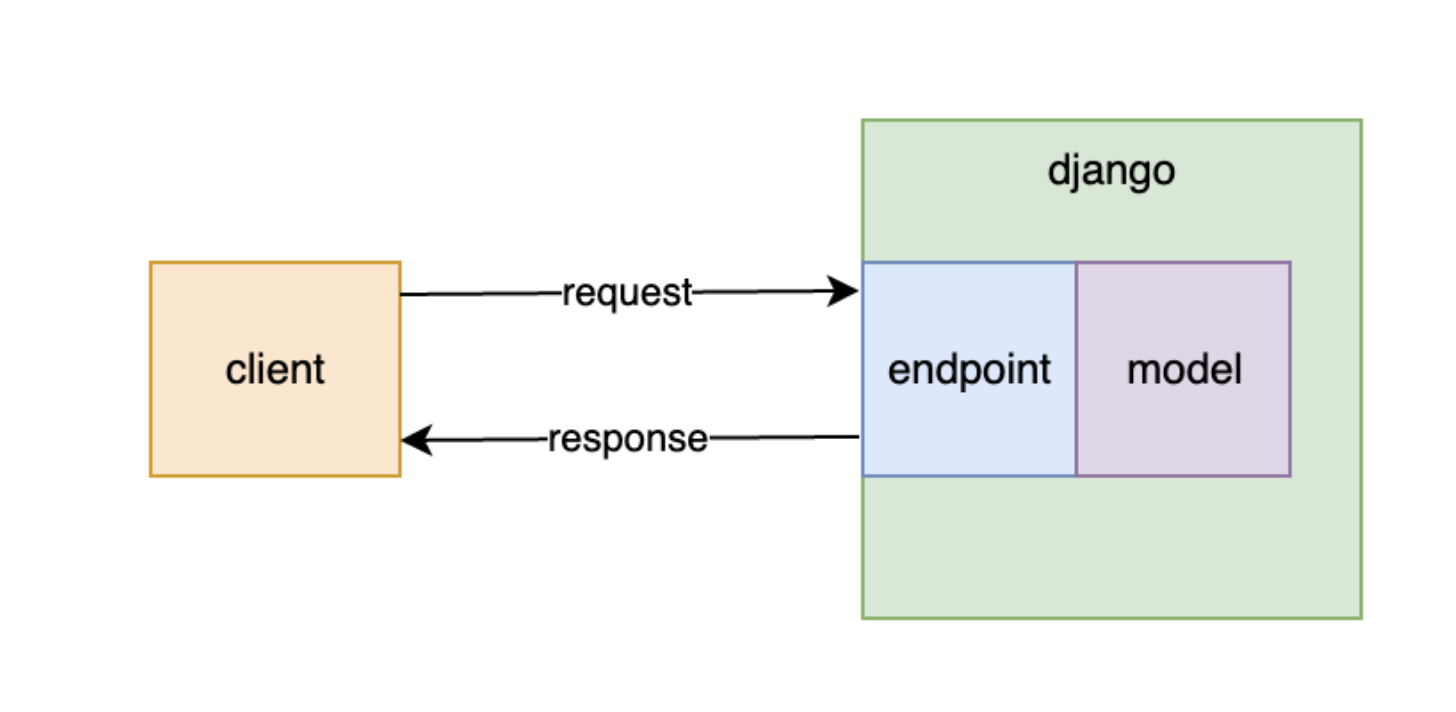 django
request
client
endpoint
model
response